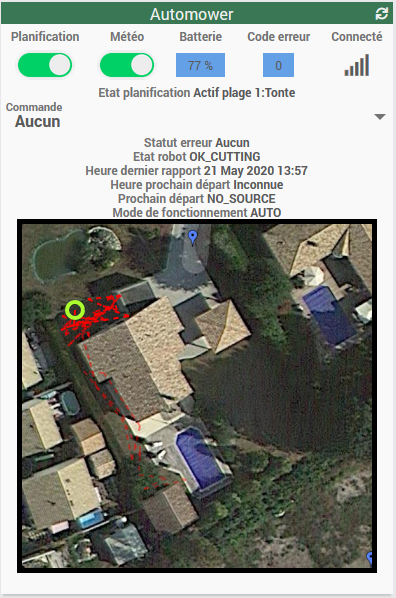 Automower
Planification Météo Batterie Code erreur Connecté
77 % 0
Etat planification Actif plage 1:Tonte
Commande
Aucun
Statut erreur Aucun
Etat robot OK_CUTTING
Heure dernier rapport 21 May 2020 13:57
Heure prochain départ Inconnue
Prochain départ NO_SOURCE
Mode de fonctionnement AUTO